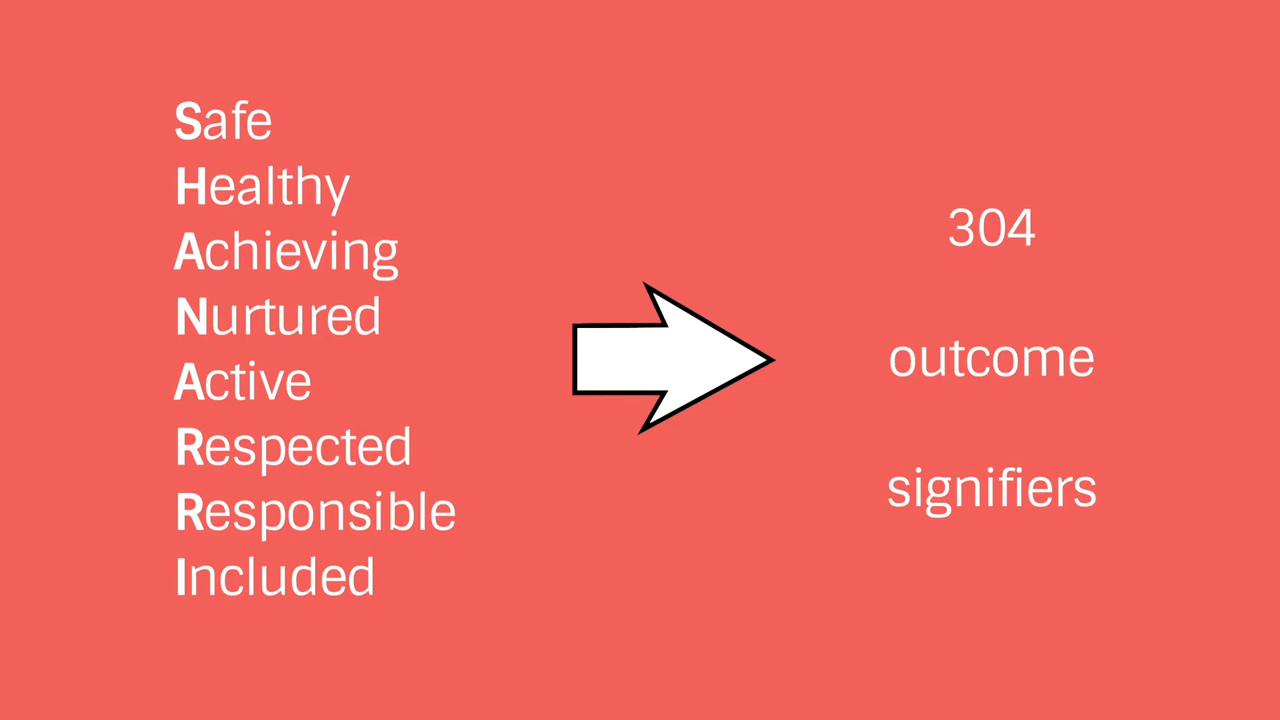 Safe
Healthy
Achieving
Nurtured
Active
Respected
Responsible
Included
304
outcome
signifiers